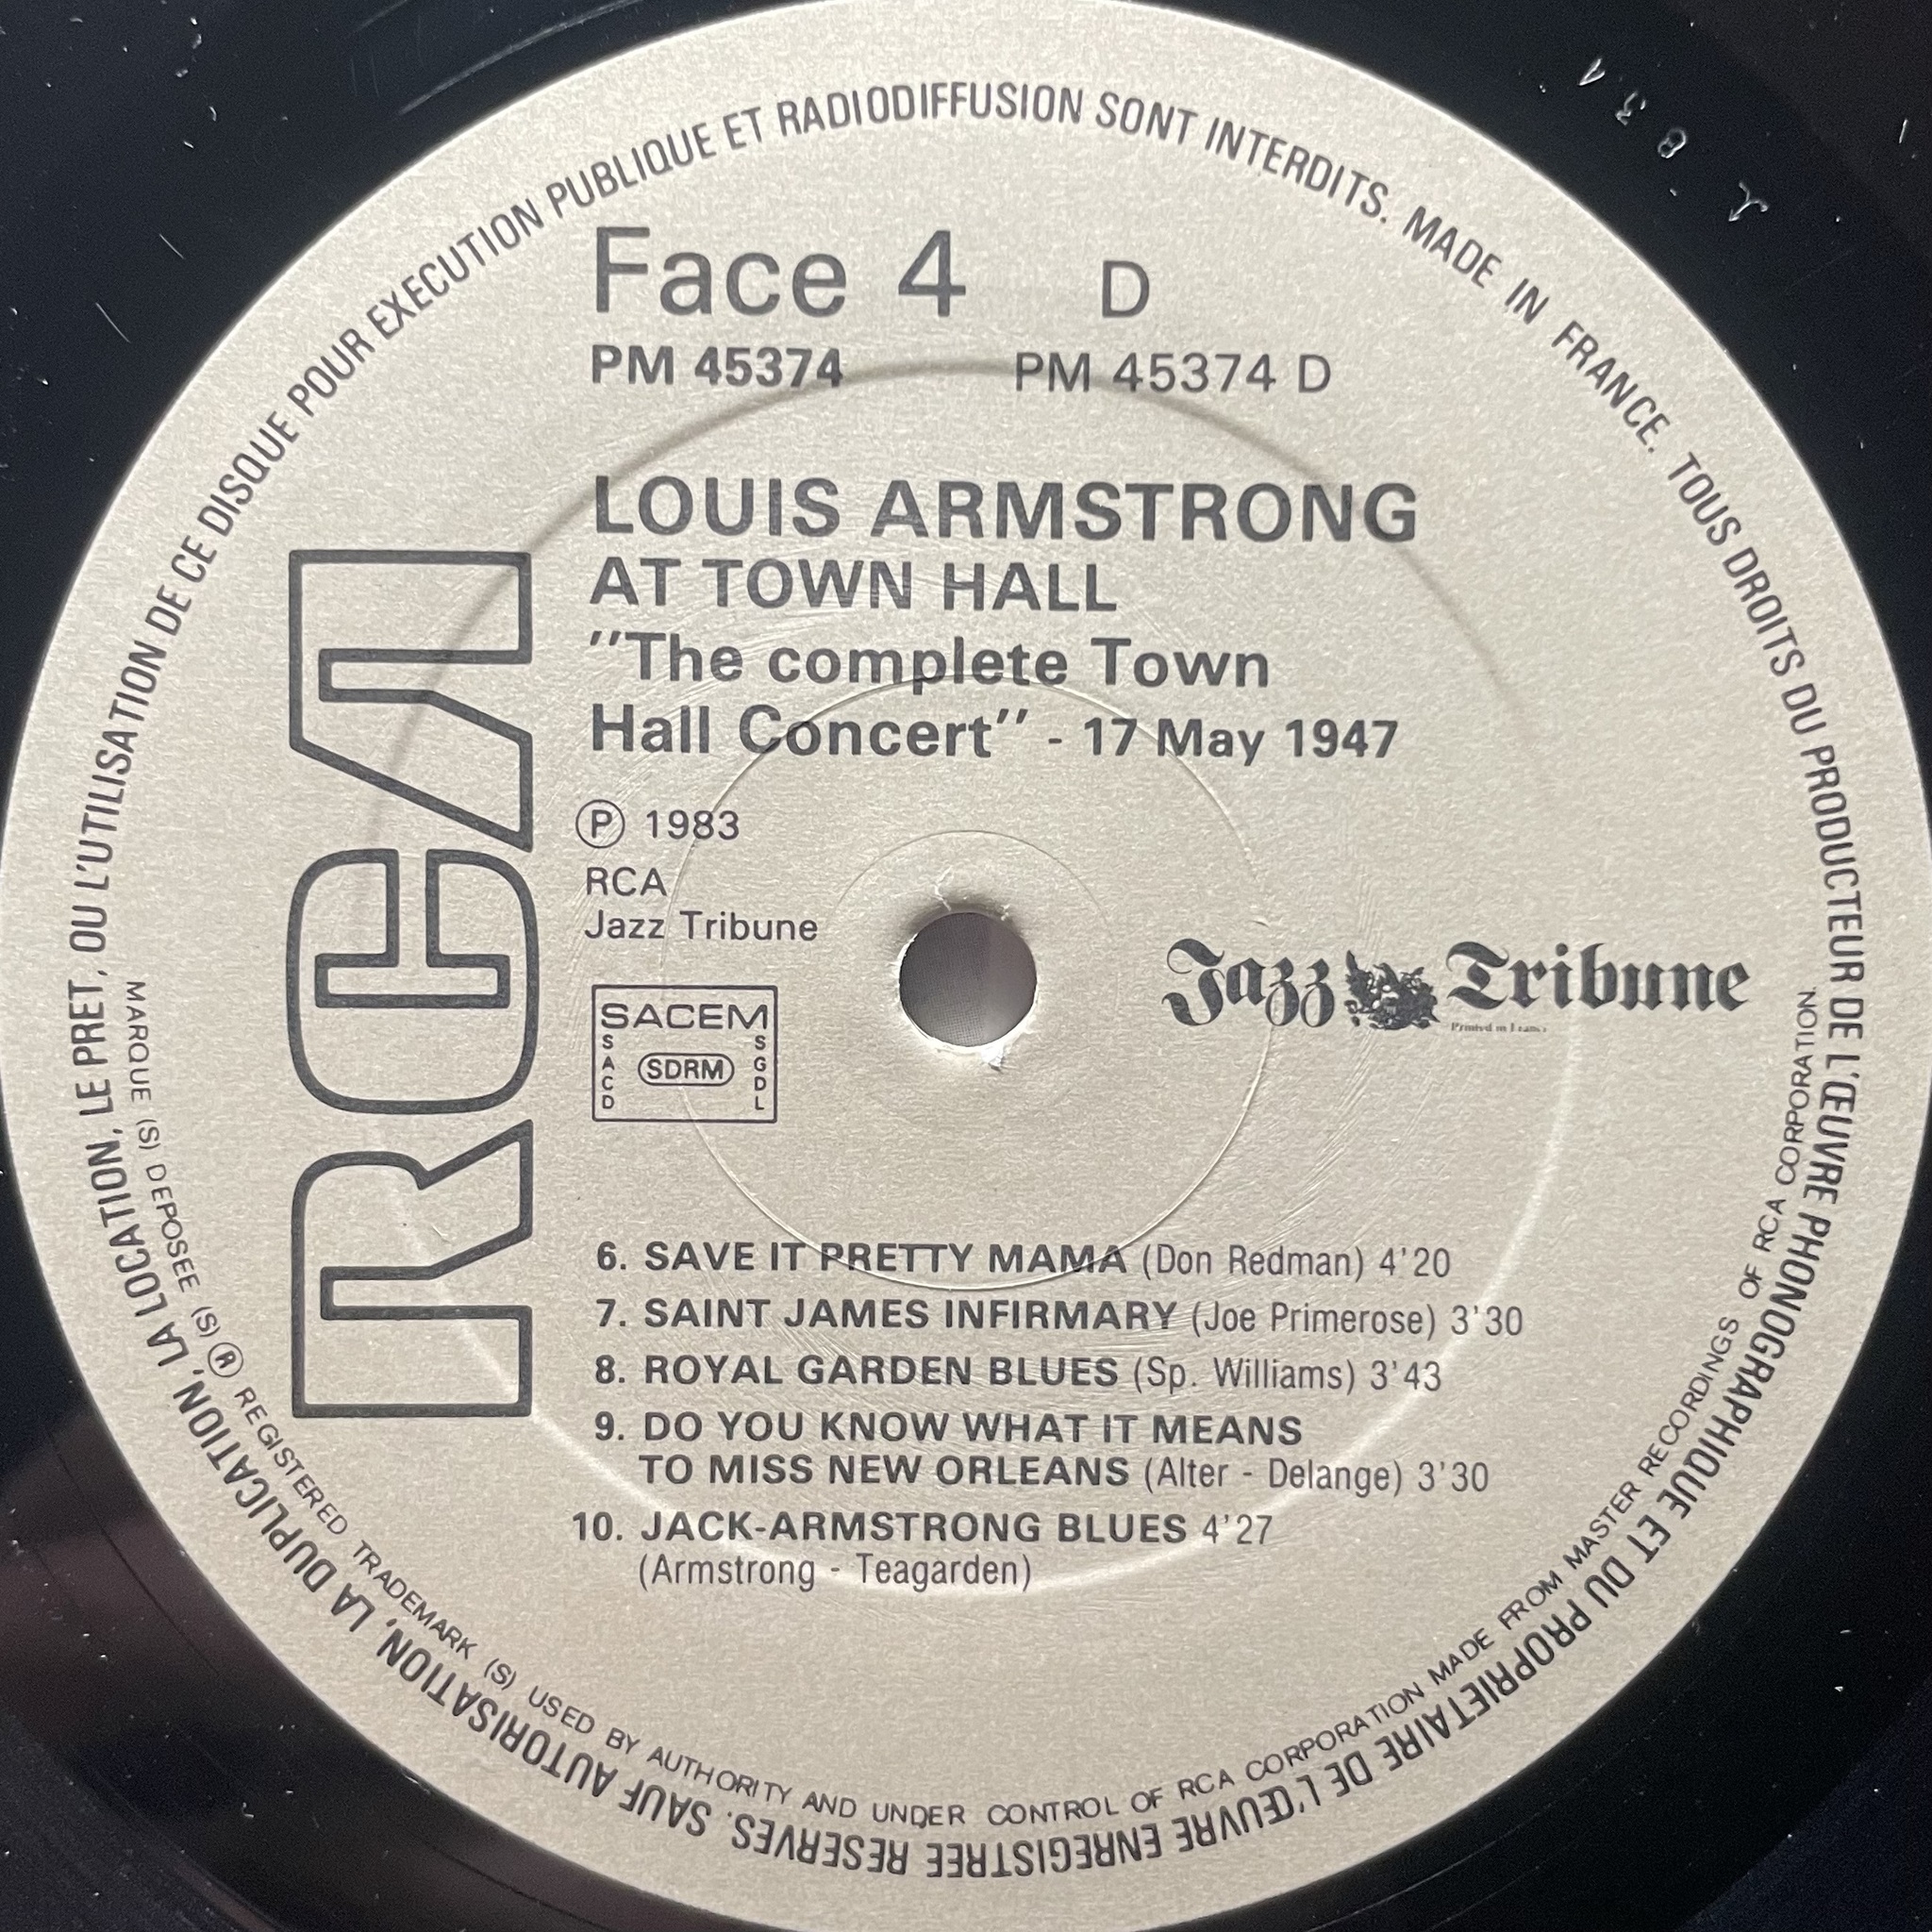 Face 4 D
PM 45374 PM 45374 D
LOUIS ARMSTRONG
AT TOWN HALL
"The complete Town
Hall Concert" - 17 May 1947
Ⓟ 1983
RCA
Jazz Tribune
SACEM
SACD
SDRM
SGDL
RCA
Jazz Tribune
Printed in France
6. SAVE IT PRETTY MAMA (Don Redman) 4'20
7. SAINT JAMES INFIRMARY (Joe Primerose) 3'30
8. ROYAL GARDEN BLUES (Sp. Williams) 3'43
9. DO YOU KNOW WHAT IT MEANS
TO MISS NEW ORLEANS (Alter - Delange) 3'30
10. JACK-ARMSTRONG BLUES 4'27
(Armstrong - Teagarden)
MADE IN FRANCE. TOUS DROITS DU PRODUCTEUR DE L'ŒUVRE PHONOGRAPHIQUE ET DU PROPRIETAIRE DE L'ŒUVRE ENREGISTREE RESERVES. SAUF AUTORISATION, LA DUPLICATION, LA LOCATION, LE PRET, OU L'UTILISATION DE CE DISQUE POUR EXECUTION PUBLIQUE ET RADIODIFFUSION SONT INTERDITS.
MARQUE (S) DEPOSEE (S) ® REGISTERED TRADEMARK (S) USED BY AUTHORITY AND UNDER CONTROL OF RCA CORPORATION MADE FROM MASTER RECORDINGS OF RCA CORPORATION.